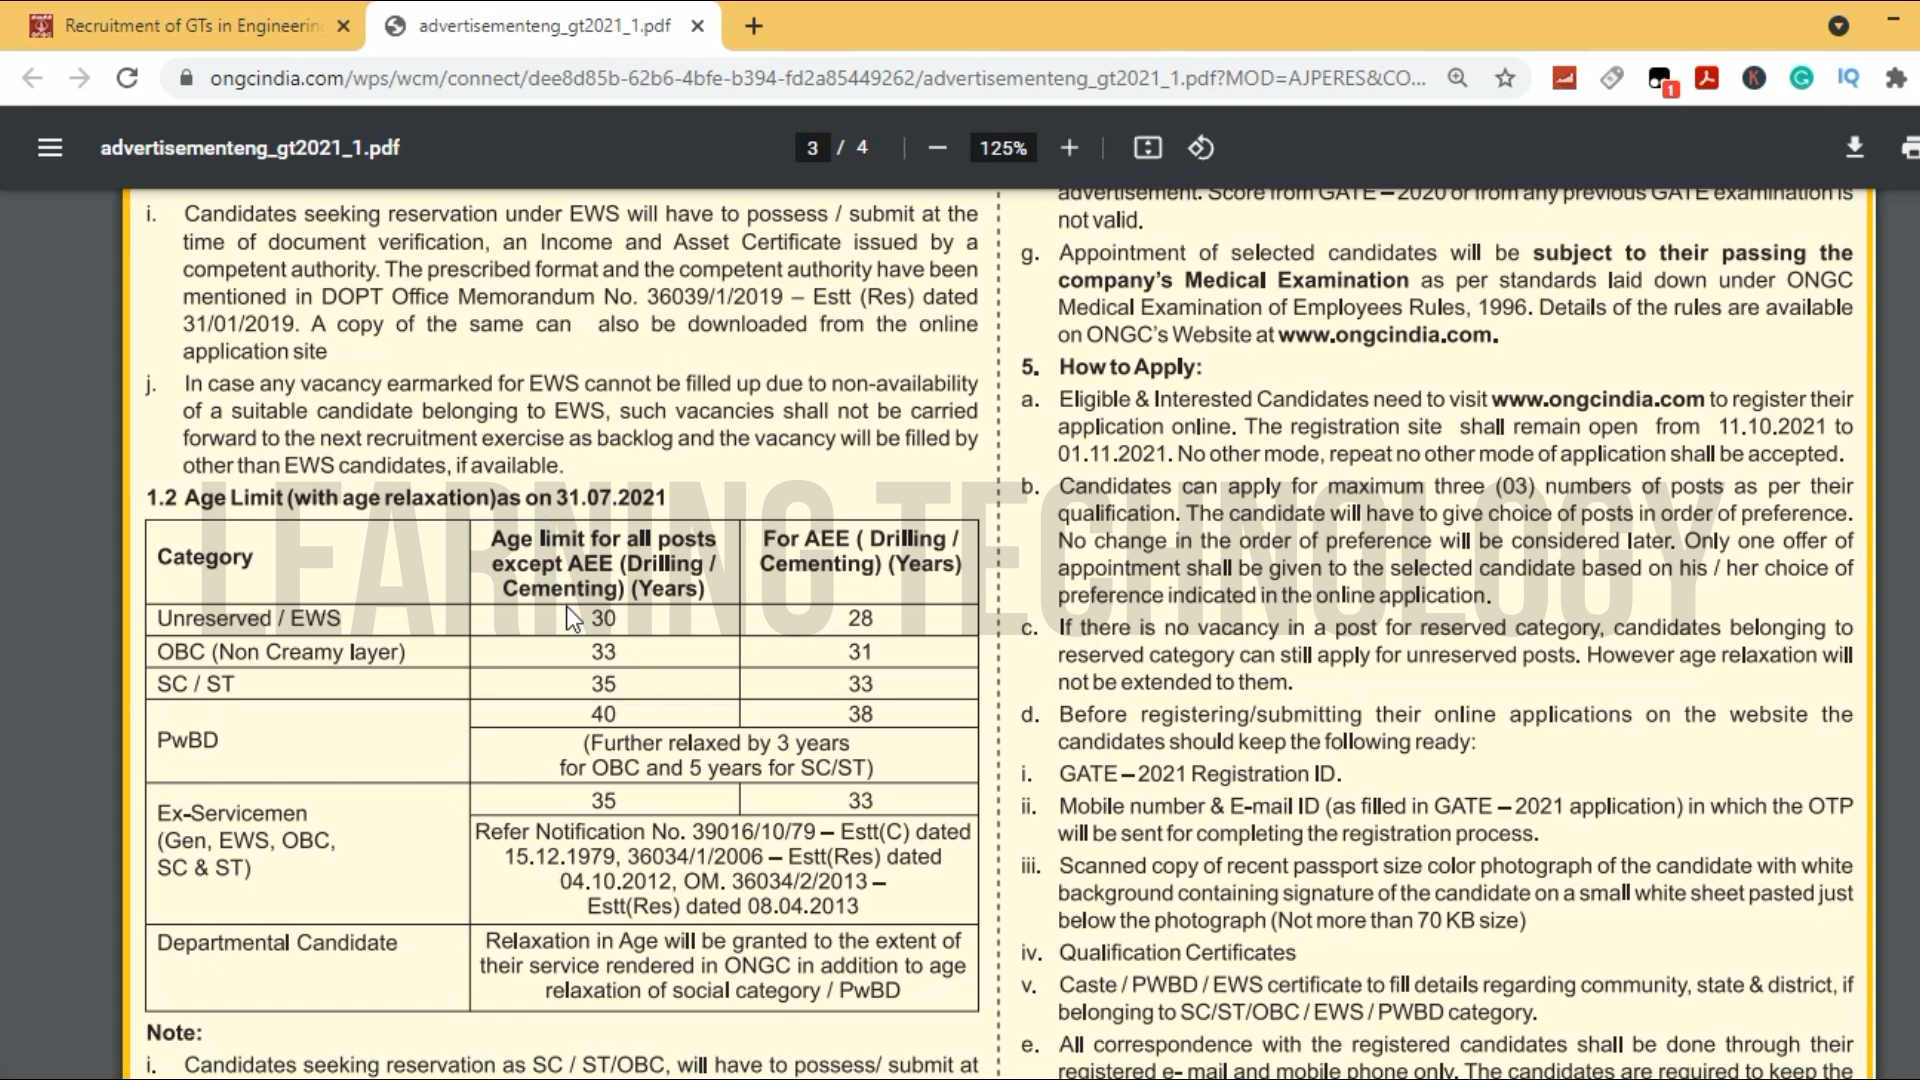 Recruitment of GTs in Engineerin
advertisementeng_gt2021_1.pdf
ongcindia.com/wps/wcm/connect/dee8d85b-62b6-4bfe-b394-fd2a85449262/advertisementeng_gt2021_1.pdf?MOD=AJPERES&CO...
1
K
G
IQ
advertisementeng_gt2021_1.pdf
3 / 4
125%
i. Candidates seeking reservation under EWS will have to possess / submit at the
time of document verification, an Income and Asset Certificate issued by a
competent authority. The prescribed format and the competent authority have been
mentioned in DOPT Office Memorandum No. 36039/1/2019 – Estt (Res) dated
31/01/2019. A copy of the same can also be downloaded from the online
application site
j. In case any vacancy earmarked for EWS cannot be filled up due to non-availability
of a suitable candidate belonging to EWS, such vacancies shall not be carried
forward to the next recruitment exercise as backlog and the vacancy will be filled by
other than EWS candidates, if available.
1.2 Age Limit (with age relaxation)as on 31.07.2021
Category
Age limit for all posts
except AEE (Drilling /
Cementing) (Years)
For AEE ( Drilling /
Cementing) (Years)
Unreserved / EWS 30 28
OBC (Non Creamy layer) 33 31
SC / ST 35 33
PwBD 40 38
(Further relaxed by 3 years
for OBC and 5 years for SC/ST)
Ex-Servicemen
(Gen, EWS, OBC,
SC & ST)
35 33
Refer Notification No. 39016/10/79 – Estt(C) dated
15.12.1979, 36034/1/2006 – Estt(Res) dated
04.10.2012, OM. 36034/2/2013 –
Estt(Res) dated 08.04.2013
Departmental Candidate
Relaxation in Age will be granted to the extent of
their service rendered in ONGC in addition to age
relaxation of social category / PwBD
Note:
i. Candidates seeking reservation as SC / ST/OBC, will have to possess/ submit at
advertisement. Score from GATE – 2020 or from any previous GATE examination is
not valid.
g. Appointment of selected candidates will be subject to their passing the
company's Medical Examination as per standards laid down under ONGC
Medical Examination of Employees Rules, 1996. Details of the rules are available
on ONGC's Website at www.ongcindia.com.
5. How to Apply:
a. Eligible & Interested Candidates need to visit www.ongcindia.com to register their
application online. The registration site shall remain open from 11.10.2021 to
01.11.2021. No other mode, repeat no other mode of application shall be accepted.
b. Candidates can apply for maximum three (03) numbers of posts as per their
qualification. The candidate will have to give choice of posts in order of preference.
No change in the order of preference will be considered later. Only one offer of
appointment shall be given to the selected candidate based on his / her choice of
preference indicated in the online application.
c. If there is no vacancy in a post for reserved category, candidates belonging to
reserved category can still apply for unreserved posts. However age relaxation will
not be extended to them.
d. Before registering/submitting their online applications on the website the
candidates should keep the following ready:
i. GATE – 2021 Registration ID.
ii. Mobile number & E-mail ID (as filled in GATE – 2021 application) in which the OTP
will be sent for completing the registration process.
iii. Scanned copy of recent passport size color photograph of the candidate with white
background containing signature of the candidate on a small white sheet pasted just
below the photograph (Not more than 70 KB size)
iv. Qualification Certificates
v. Caste / PWBD / EWS certificate to fill details regarding community, state & district, if
belonging to SC/ST/OBC / EWS / PWBD category.
e. All correspondence with the registered candidates shall be done through their
registered e- mail and mobile phone only. The candidates are required to keep the
LEARNING TECHNOLOGY